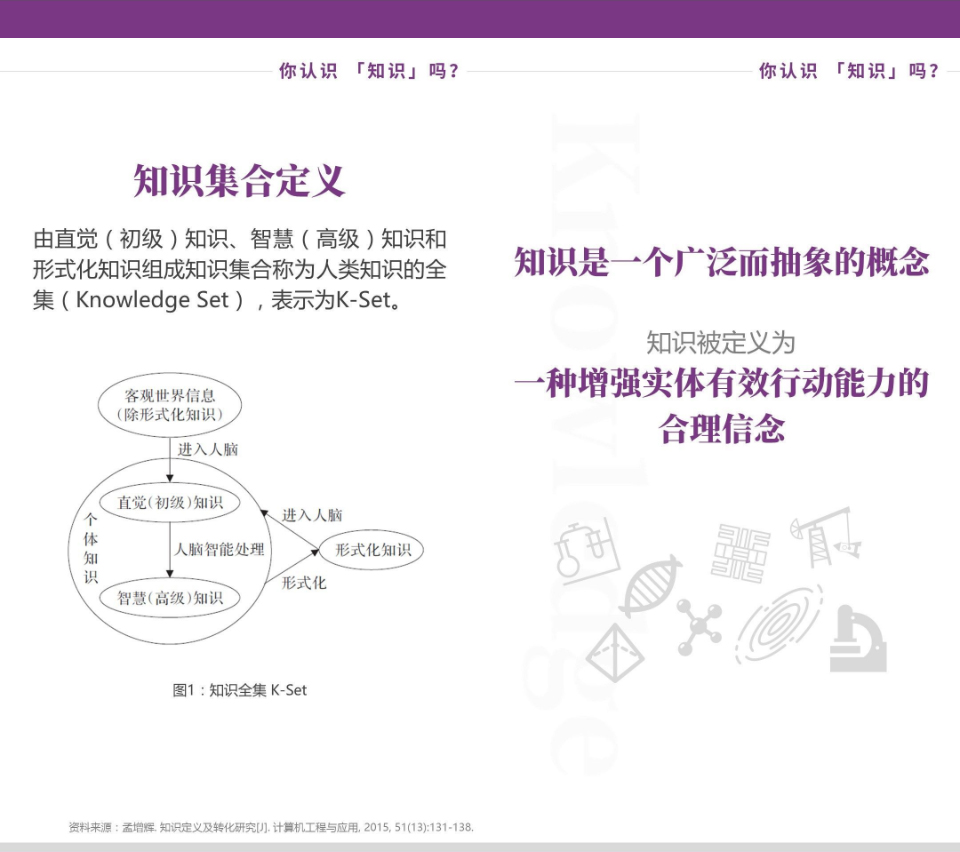 你认识 「知识」吗?
知识集合定义
由直觉（初级）知识、智慧（高级）知识和
形式化知识组成知识集合称为人类知识的全
集（Knowledge Set），表示为K-Set。
客观世界信息
(除形式化知识)
进入人脑
直觉(初级)知识
个
体
知
识
人脑智能处理
智慧(高级)知识
进入人脑
形式化知识
形式化
图1：知识全集 K-Set
资料来源：孟增辉. 知识定义及转化研究[J]. 计算机工程与应用, 2015, 51(13):131-138.
你认识 「知识」吗?
Knowledge
知识是一个广泛而抽象的概念
知识被定义为
一种增强实体有效行动能力的
合理信念